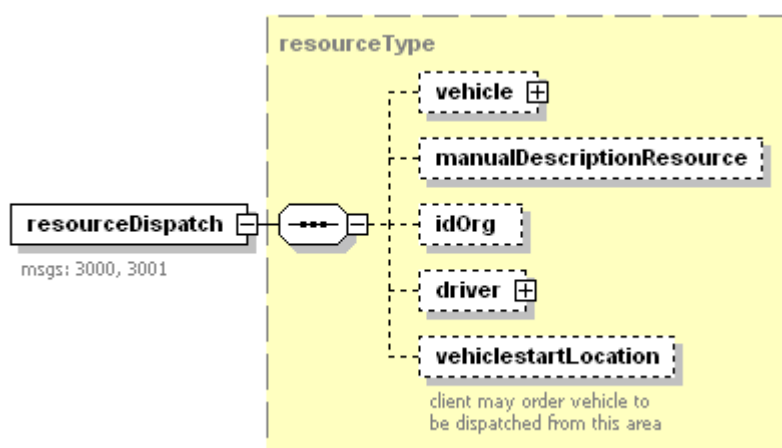 resourceType
vehicle
manualDescriptionResource
resourceDispatch
idOrg
msgs: 3000, 3001
driver
vehiclestartLocation
client may order vehicle to
be dispatched from this area